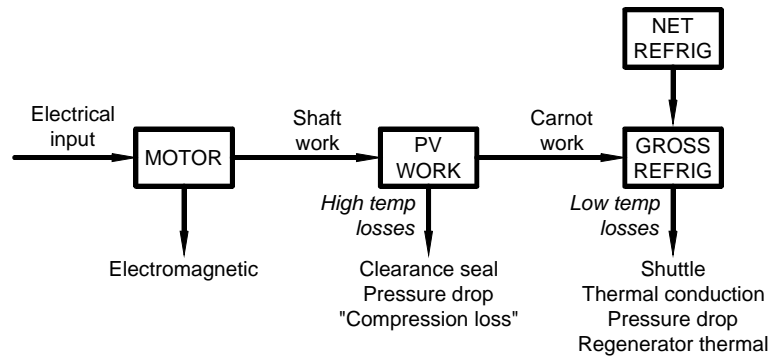 NET
REFRIG
Electrical
input
Shaft
work
Carnot
work
MOTOR
PV
WORK
GROSS
REFRIG
High temp
losses
Low temp
losses
Electromagnetic
Clearance seal
Pressure drop
"Compression loss"
Shuttle
Thermal conduction
Pressure drop
Regenerator thermal